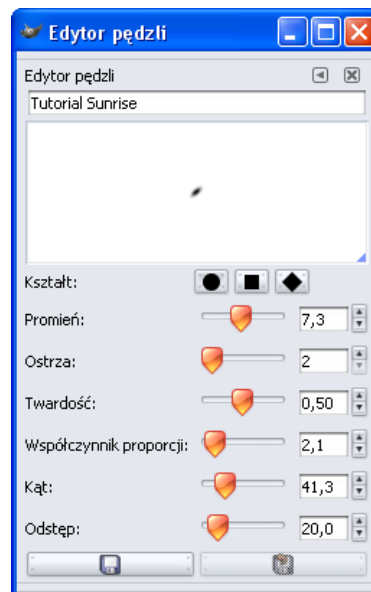 Edytor pędzli
Edytor pędzli
Tutorial Sunrise
Kształt:
Promień: 7,3
Ostrza: 2
Twardość: 0,50
Współczynnik proporcji: 2,1
Kąt: 41,3
Odstęp: 20,0